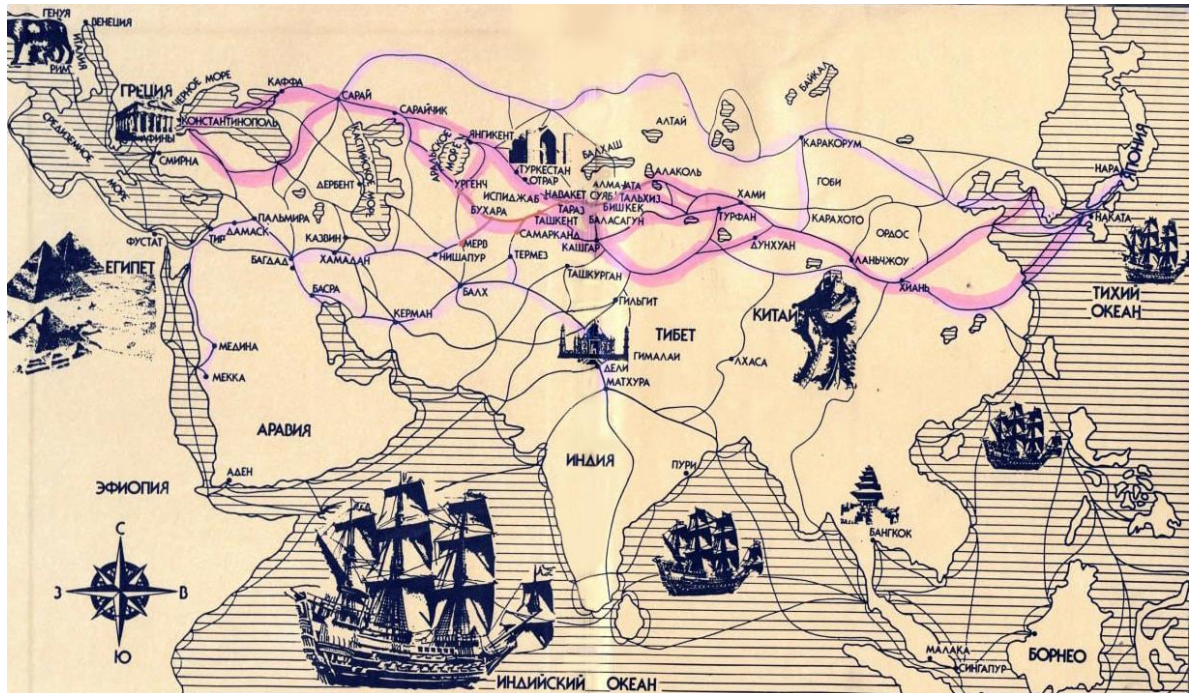 ГЕНУЯ
ВЕНЕЦИЯ
ИТАЛИЯ
РИМ
ГРЕЦИЯ
ЧЕРНОЕ МОРЕ
КАФФА
САРАЙ
САРАЙЧИК
БАЙКАЛ
КОНСТАНТИНОПОЛЬ
АФИНЫ
СРЕДИЗЕМНОЕ
МОРЕ
СМИРНА
КАСПИЙСКОЕ МОРЕ
АРАЛЬСКОЕ
МОРЕ
ЯНГИКЕНТ
АЛТАЙ
БАЛХАШ
КАРАКОРУМ
ЯПОНИЯ
НАРА
ТУРКЕСТАН
ОТРАР
АЛАКОЛЬ
ДЕРБЕНТ
УРГЕНЧ
ИСПИДЖАБ
НАВАКЕТ
СУЯБ
АЛМА-АТА
ТАЛЬХИЗ
ХАМИ
ГОБИ
БУХАРА
ТАРАЗ
БИШКЕК
ТУРФАН
КАРАХОТО
НАКАТА
ПАЛЬМИРА
ТАШКЕНТ
БАЛАСАГУН
ОРДОС
ФУСТАТ
ТИР
ДАМАСК
КАЗВИН
САМАРКАНД
КАШГАР
ДУНХУАН
МЕРВ
НИШАПУР
ТЕРМЕЗ
ХАМАДАН
БАГДАД
ЕГИПЕТ
ТАШКУРГАН
ЛАНЬЧЖОУ
ХИАНЬ
БАСРА
БАЛХ
ГИЛЬГИТ
ТИХИЙ
ОКЕАН
КЕРМАН
КИТАЙ
ТИБЕТ
МЕДИНА
ГИМАЛАИ
ЛХАСА
ДЕЛИ
МЕККА
МАТХУРА
АРАВИЯ
ИНДИЯ
ПУРИ
АДЕН
ЭФИОПИЯ
С
БАНГКОК
З
В
Ю
МАЛАКА
БОРНЕО
СИНГАПУР
ИНДИЙСКИЙ ОКЕАН